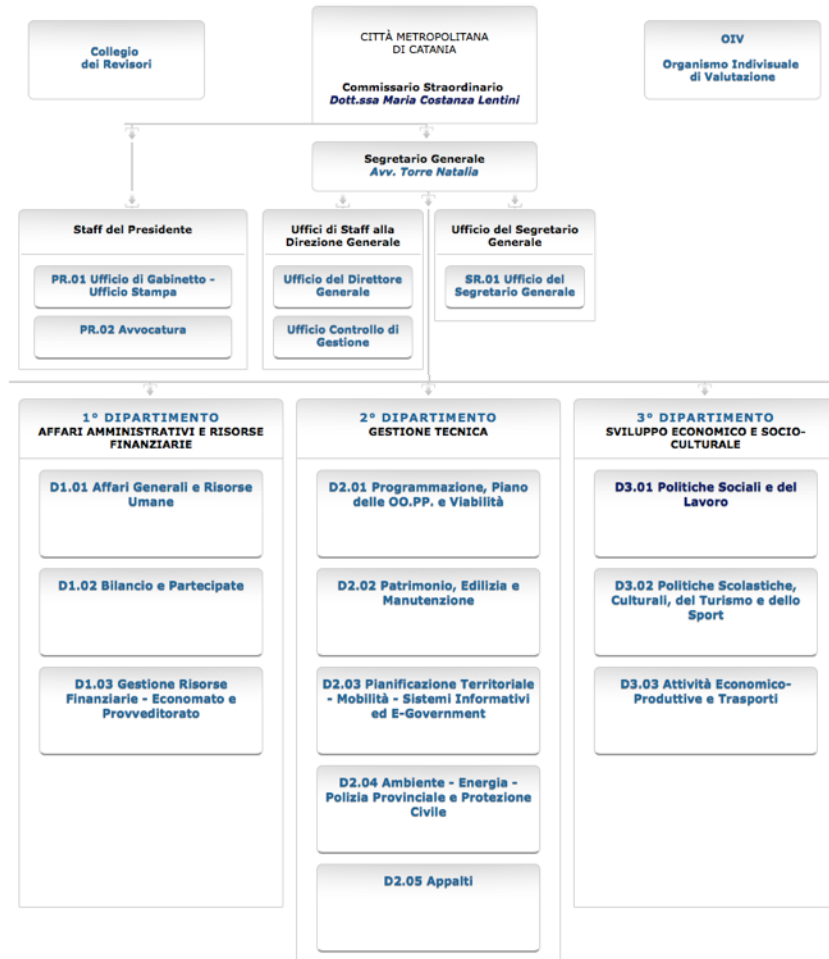 Collegio
dei Revisori
CITTÀ METROPOLITANA
DI CATANIA
Commissario Straordinario
Dott.ssa Maria Costanza Lentini
OIV
Organismo Indivisuale
di Valutazione
Segretario Generale
Avv. Torre Natalia
Staff del Presidente
PR.01 Ufficio di Gabinetto -
Ufficio Stampa
PR.02 Avvocatura
Uffici di Staff alla
Direzione Generale
Ufficio del Direttore
Generale
Ufficio Controllo di
Gestione
Ufficio del Segretario
Generale
SR.01 Ufficio del
Segretario Generale
1° DIPARTIMENTO
AFFARI AMMINISTRATIVI E RISORSE
FINANZIARIE
D1.01 Affari Generali e Risorse
Umane
D1.02 Bilancio e Partecipate
D1.03 Gestione Risorse
Finanziarie - Economato e
Provveditorato
2° DIPARTIMENTO
GESTIONE TECNICA
D2.01 Programmazione, Piano
delle OO.PP. e Viabilità
D2.02 Patrimonio, Edilizia e
Manutenzione
D2.03 Pianificazione Territoriale
- Mobilità - Sistemi Informativi
ed E-Government
D2.04 Ambiente - Energia -
Polizia Provinciale e Protezione
Civile
D2.05 Appalti
3° DIPARTIMENTO
SVILUPPO ECONOMICO E SOCIO-
CULTURALE
D3.01 Politiche Sociali e del
Lavoro
D3.02 Politiche Scolastiche,
Culturali, del Turismo e dello
Sport
D3.03 Attività Economico-
Produttive e Trasporti